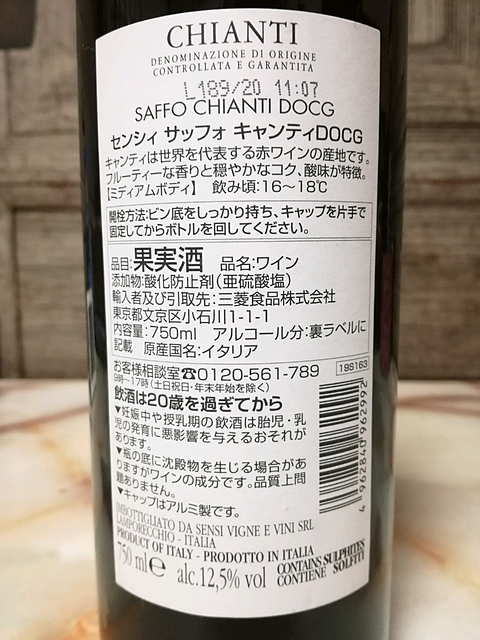 CHIANTI
DENOMINAZIONE DI ORIGINE
CONTROLLATA E GARANTITA
L189/20 11:07
SAFFO CHIANTI DOCG
センシィ サッフォ キャンティDOCG
キャンティは世界を代表する赤ワインの産地です。
フルーティーな香りと穏やかなコク、酸味が特徴。
【ミディアムボディ】 飲み頃:16～18℃
開栓方法:ビン底をしっかり持ち、キャップを片手で
固定してからボトルを回してください。
品目:果実酒 品名:ワイン
添加物:酸化防止剤(亜硫酸塩)
輸入者及び引取先:三菱食品株式会社
東京都文京区小石川1-1-1
内容量:750ml アルコール分:裏ラベルに
記載 原産国名:イタリア
19S163
お客様相談室☎0120-561-789
9時～17時(土日祝日・年末年始を除く)
飲酒は20歳を過ぎてから
▼妊娠中や授乳期の飲酒は胎児・乳
児の発育に悪影響を与えるおそれが
あります。
▼瓶の底に沈殿物を生じる場合があ
りますがワインの成分です。品質上問
題ありません。
▼キャップはアルミ製です。
4 962840 962992
IMBOTTIGLIATO DA SENSI VIGNE E VINI SRL
LAMPORECCHIO - ITALIA
PRODUCT OF ITALY - PRODOTTO IN ITALIA
750 ml e alc.12,5% vol
CONTAINS SULPHITES
CONTIENE SOLFITI